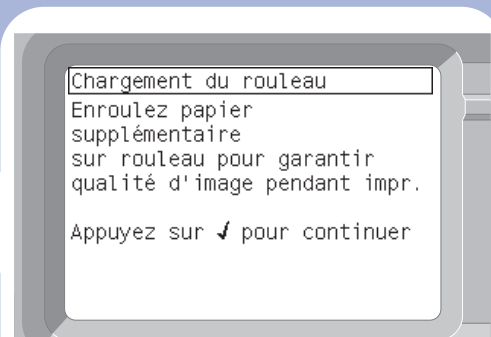 Chargement du rouleau
Enroulez papier
supplémentaire
sur rouleau pour garantir
qualité d'image pendant impr.
Appuyez sur ✓ pour continuer